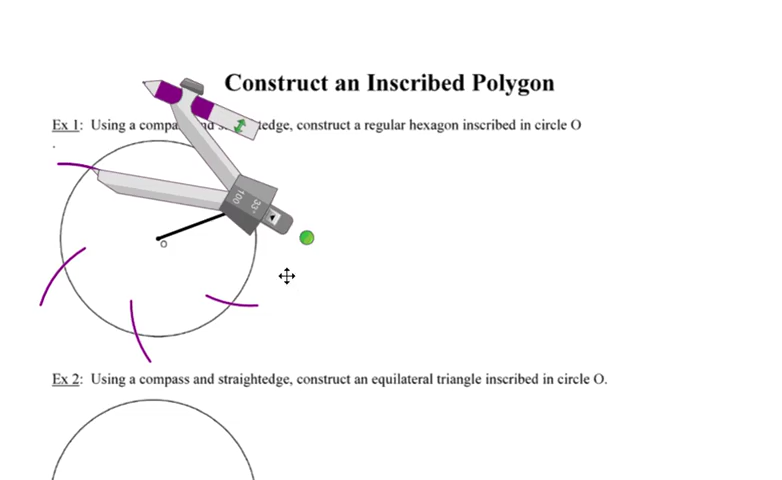 Construct an Inscribed Polygon
Ex 1: Using a edge, construct a regular hexagon inscribed in circle O
.
100
33°
O
Ex 2: Using a compass and straightedge, construct an equilateral triangle inscribed in circle O.